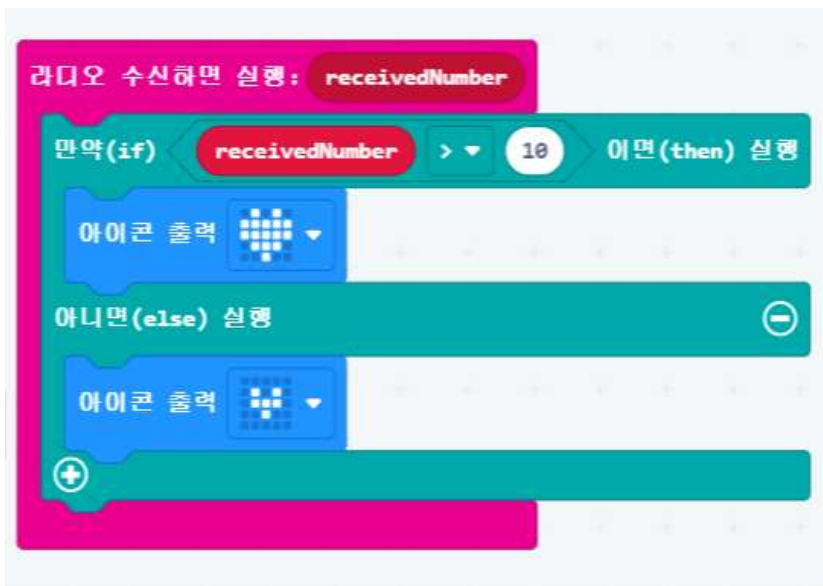 라디오 수신하면 실행: receivedNumber
만약(if) receivedNumber > 10 이면(then) 실행
아이콘 출력
아니면(else) 실행
아이콘 출력